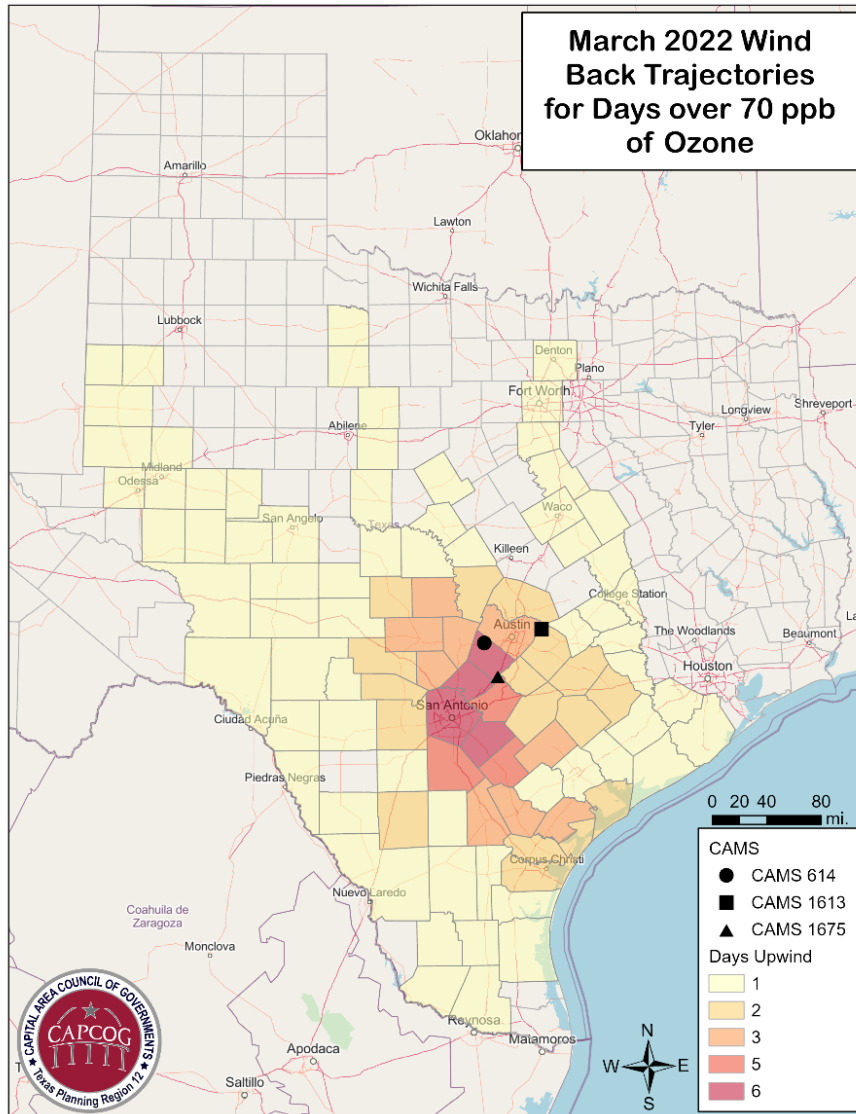 March 2022 Wind
Back Trajectories
for Days over 70 ppb
of Ozone
Amarillo
Lawton
Wichita Falls
Lubbock
Denton
Plano
Fort Worth
Longview
Shreveport
Abilene
Tyler
Midland
Odessa
San Angelo
Texas
Waco
Killeen
College Station
Austin
The Woodlands
Beaumont
Houston
San Antonio
Ciudad Acuña
Piedras Negras
0 20 40 80
mi.
Corpus Christi
Nuevo Laredo
Coahuila de
Zaragoza
Monclova
Reynosa
Matamoros
Apodaca
Saltillo
CAMS
CAMS 614
CAMS 1613
CAMS 1675
Days Upwind
1
2
3
5
6
N
W E
S
CAPITAL AREA COUNCIL OF GOVERNMENTS
CAPCOG
Texas Planning Region 12